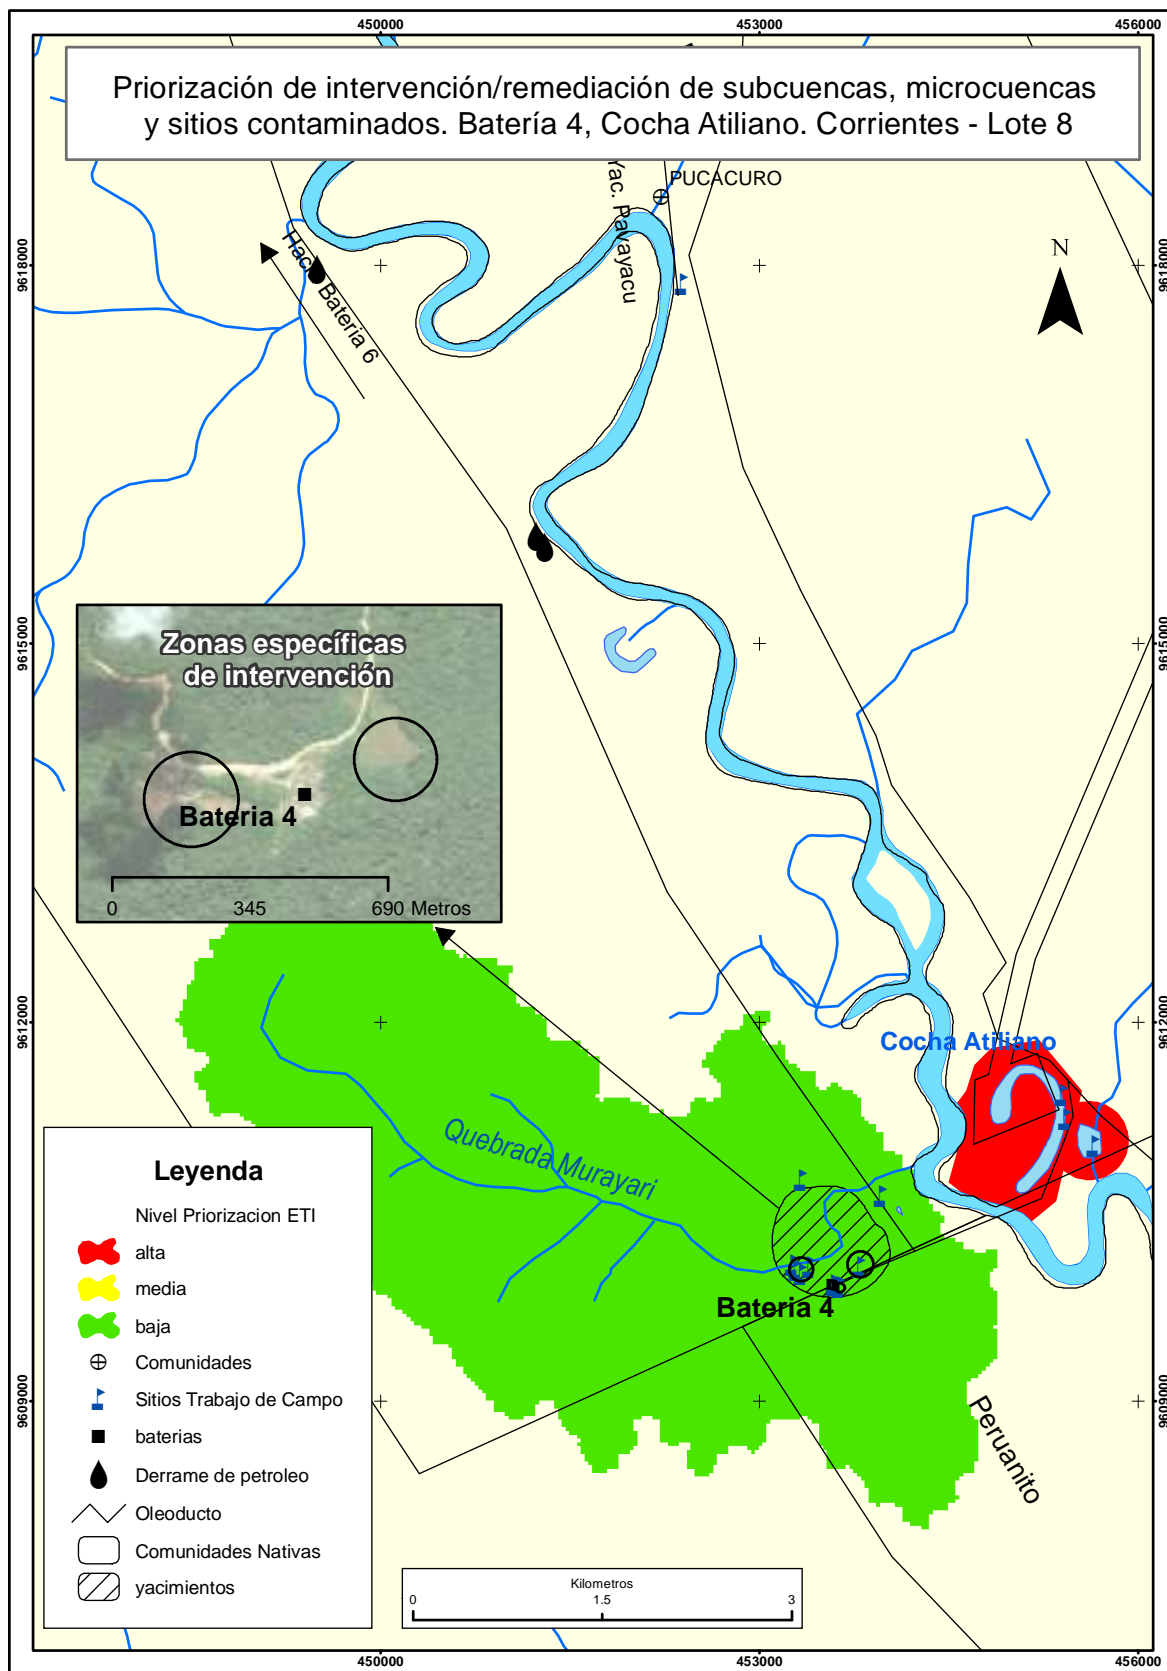 450000
453000
456000
Priorización de intervención/remediación de subcuencas, microcuencas
y sitios contaminados. Batería 4, Cocha Atiliano. Corrientes - Lote 8
PUCACURO
Yac. Pavayacu
N
9618000
9618000
Hacia Bateria 6
9615000
9615000
Zonas específicas
de intervención
Bateria 4
0
345
690 Metros
9612000
9612000
Cocha Atiliano
Quebrada Murayari
Bateria 4
Peruanito
9609000
9609000
Leyenda
Nivel Priorizacion ETI
alta
media
baja
Comunidades
Sitios Trabajo de Campo
baterias
Derrame de petroleo
Oleoducto
Comunidades Nativas
yacimientos
Kilometros
0
1.5
3
450000
453000
456000